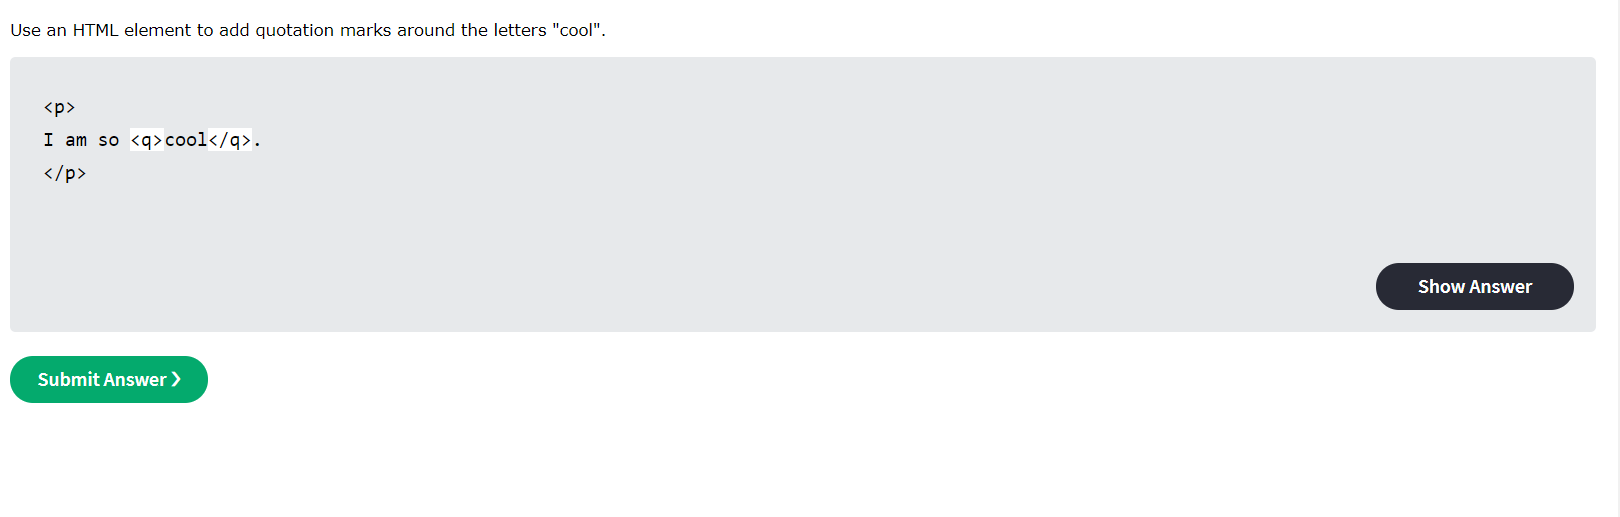 Use an HTML element to add quotation marks around the letters "cool".
<p>
I am so <q>cool</q>.
</p>
Show Answer
Submit Answer ❯